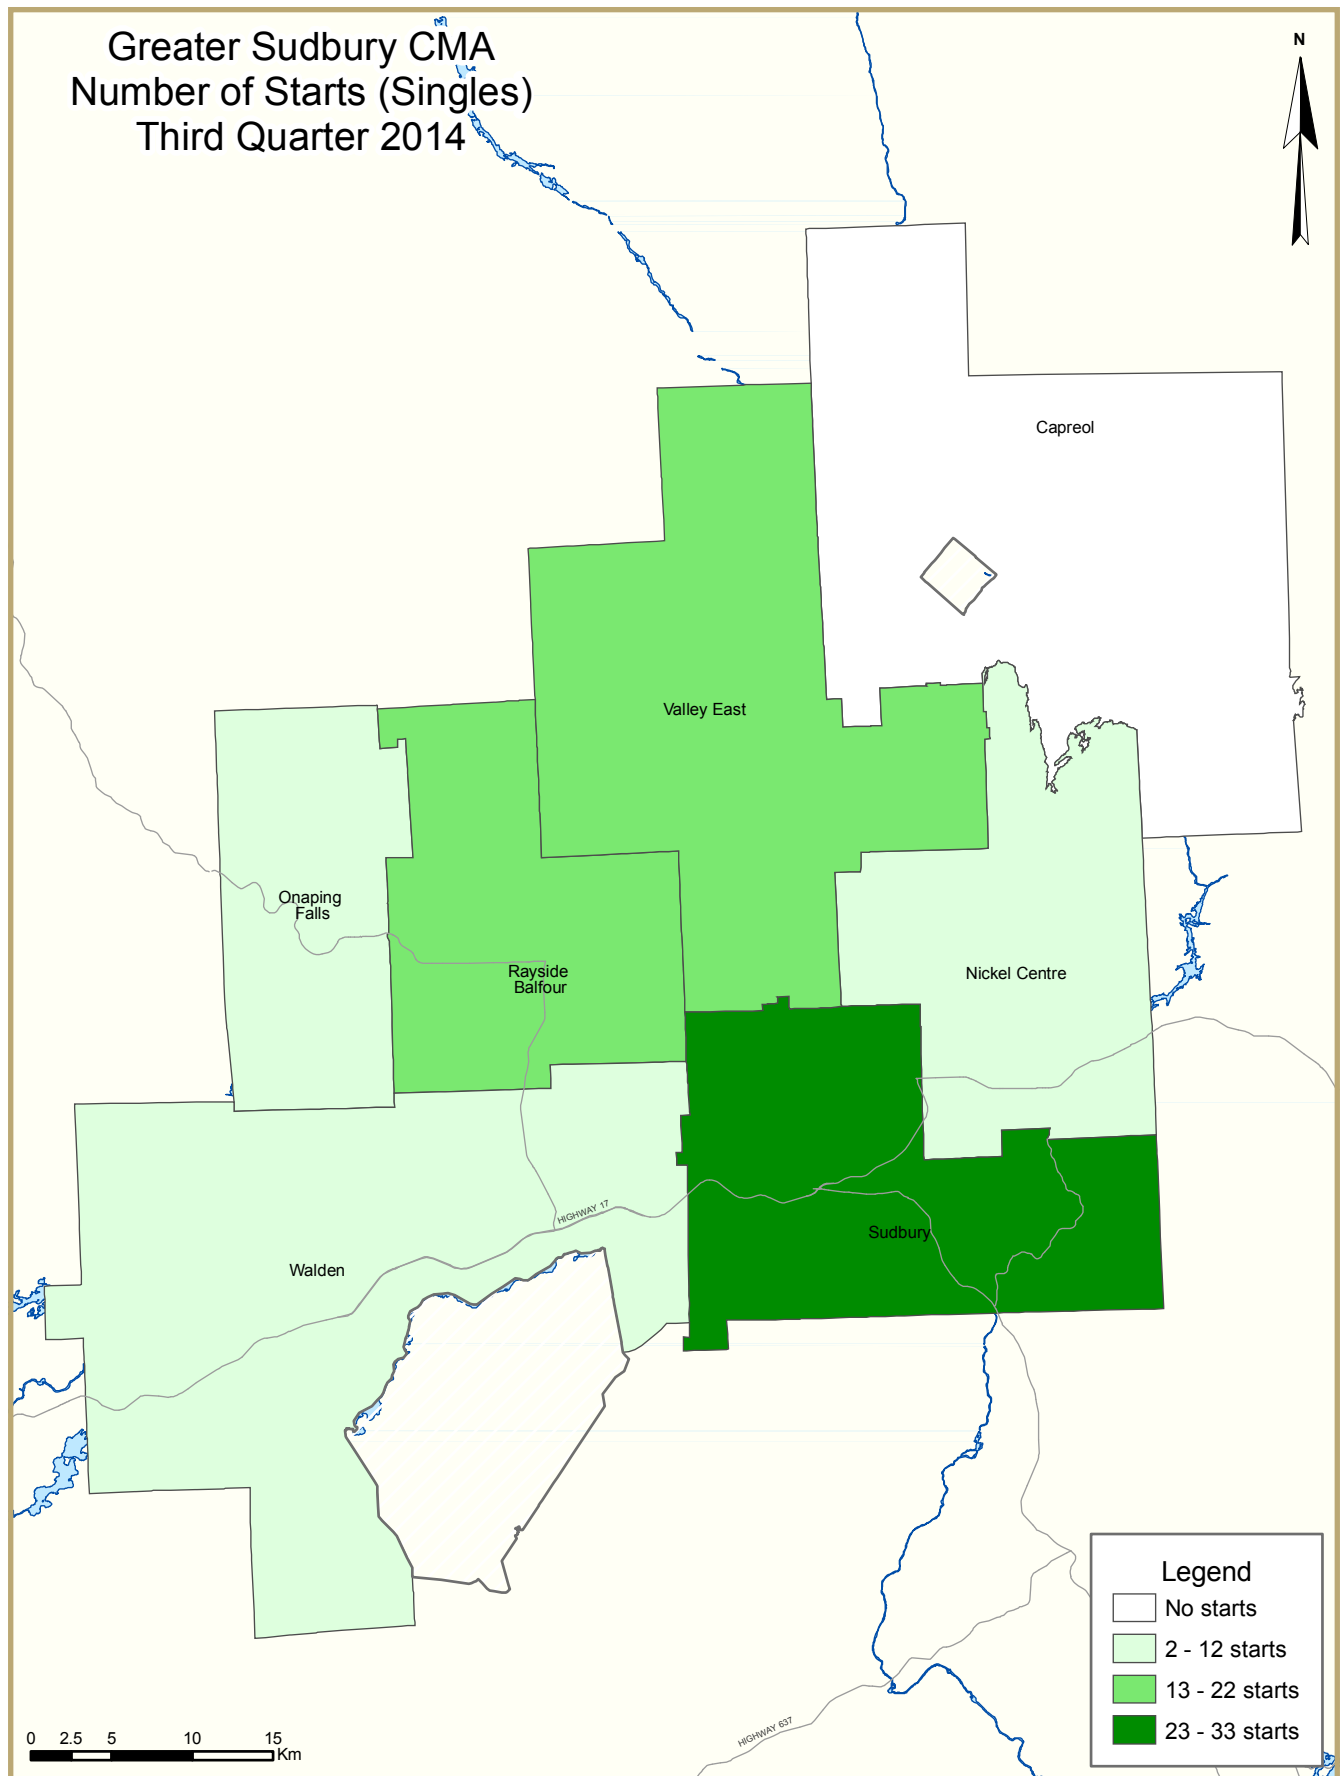 Greater Sudbury CMA
Number of Starts (Singles)
Third Quarter 2014
N
Capreol
Valley East
Onaping
Falls
Rayside
Balfour
Nickel Centre
HIGHWAY 17
Sudbury
Walden
HIGHWAY 637
Legend
No starts
2 - 12 starts
13 - 22 starts
23 - 33 starts
0 2.5 5 10 15
Km